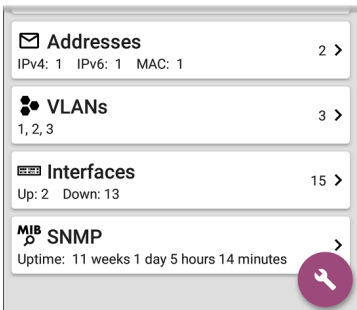 Addresses
2
IPv4: 1 IPv6: 1 MAC: 1
VLANs
3
1, 2, 3
Interfaces
15
Up: 2 Down: 13
MIB SNMP
Uptime: 11 weeks 1 day 5 hours 14 minutes